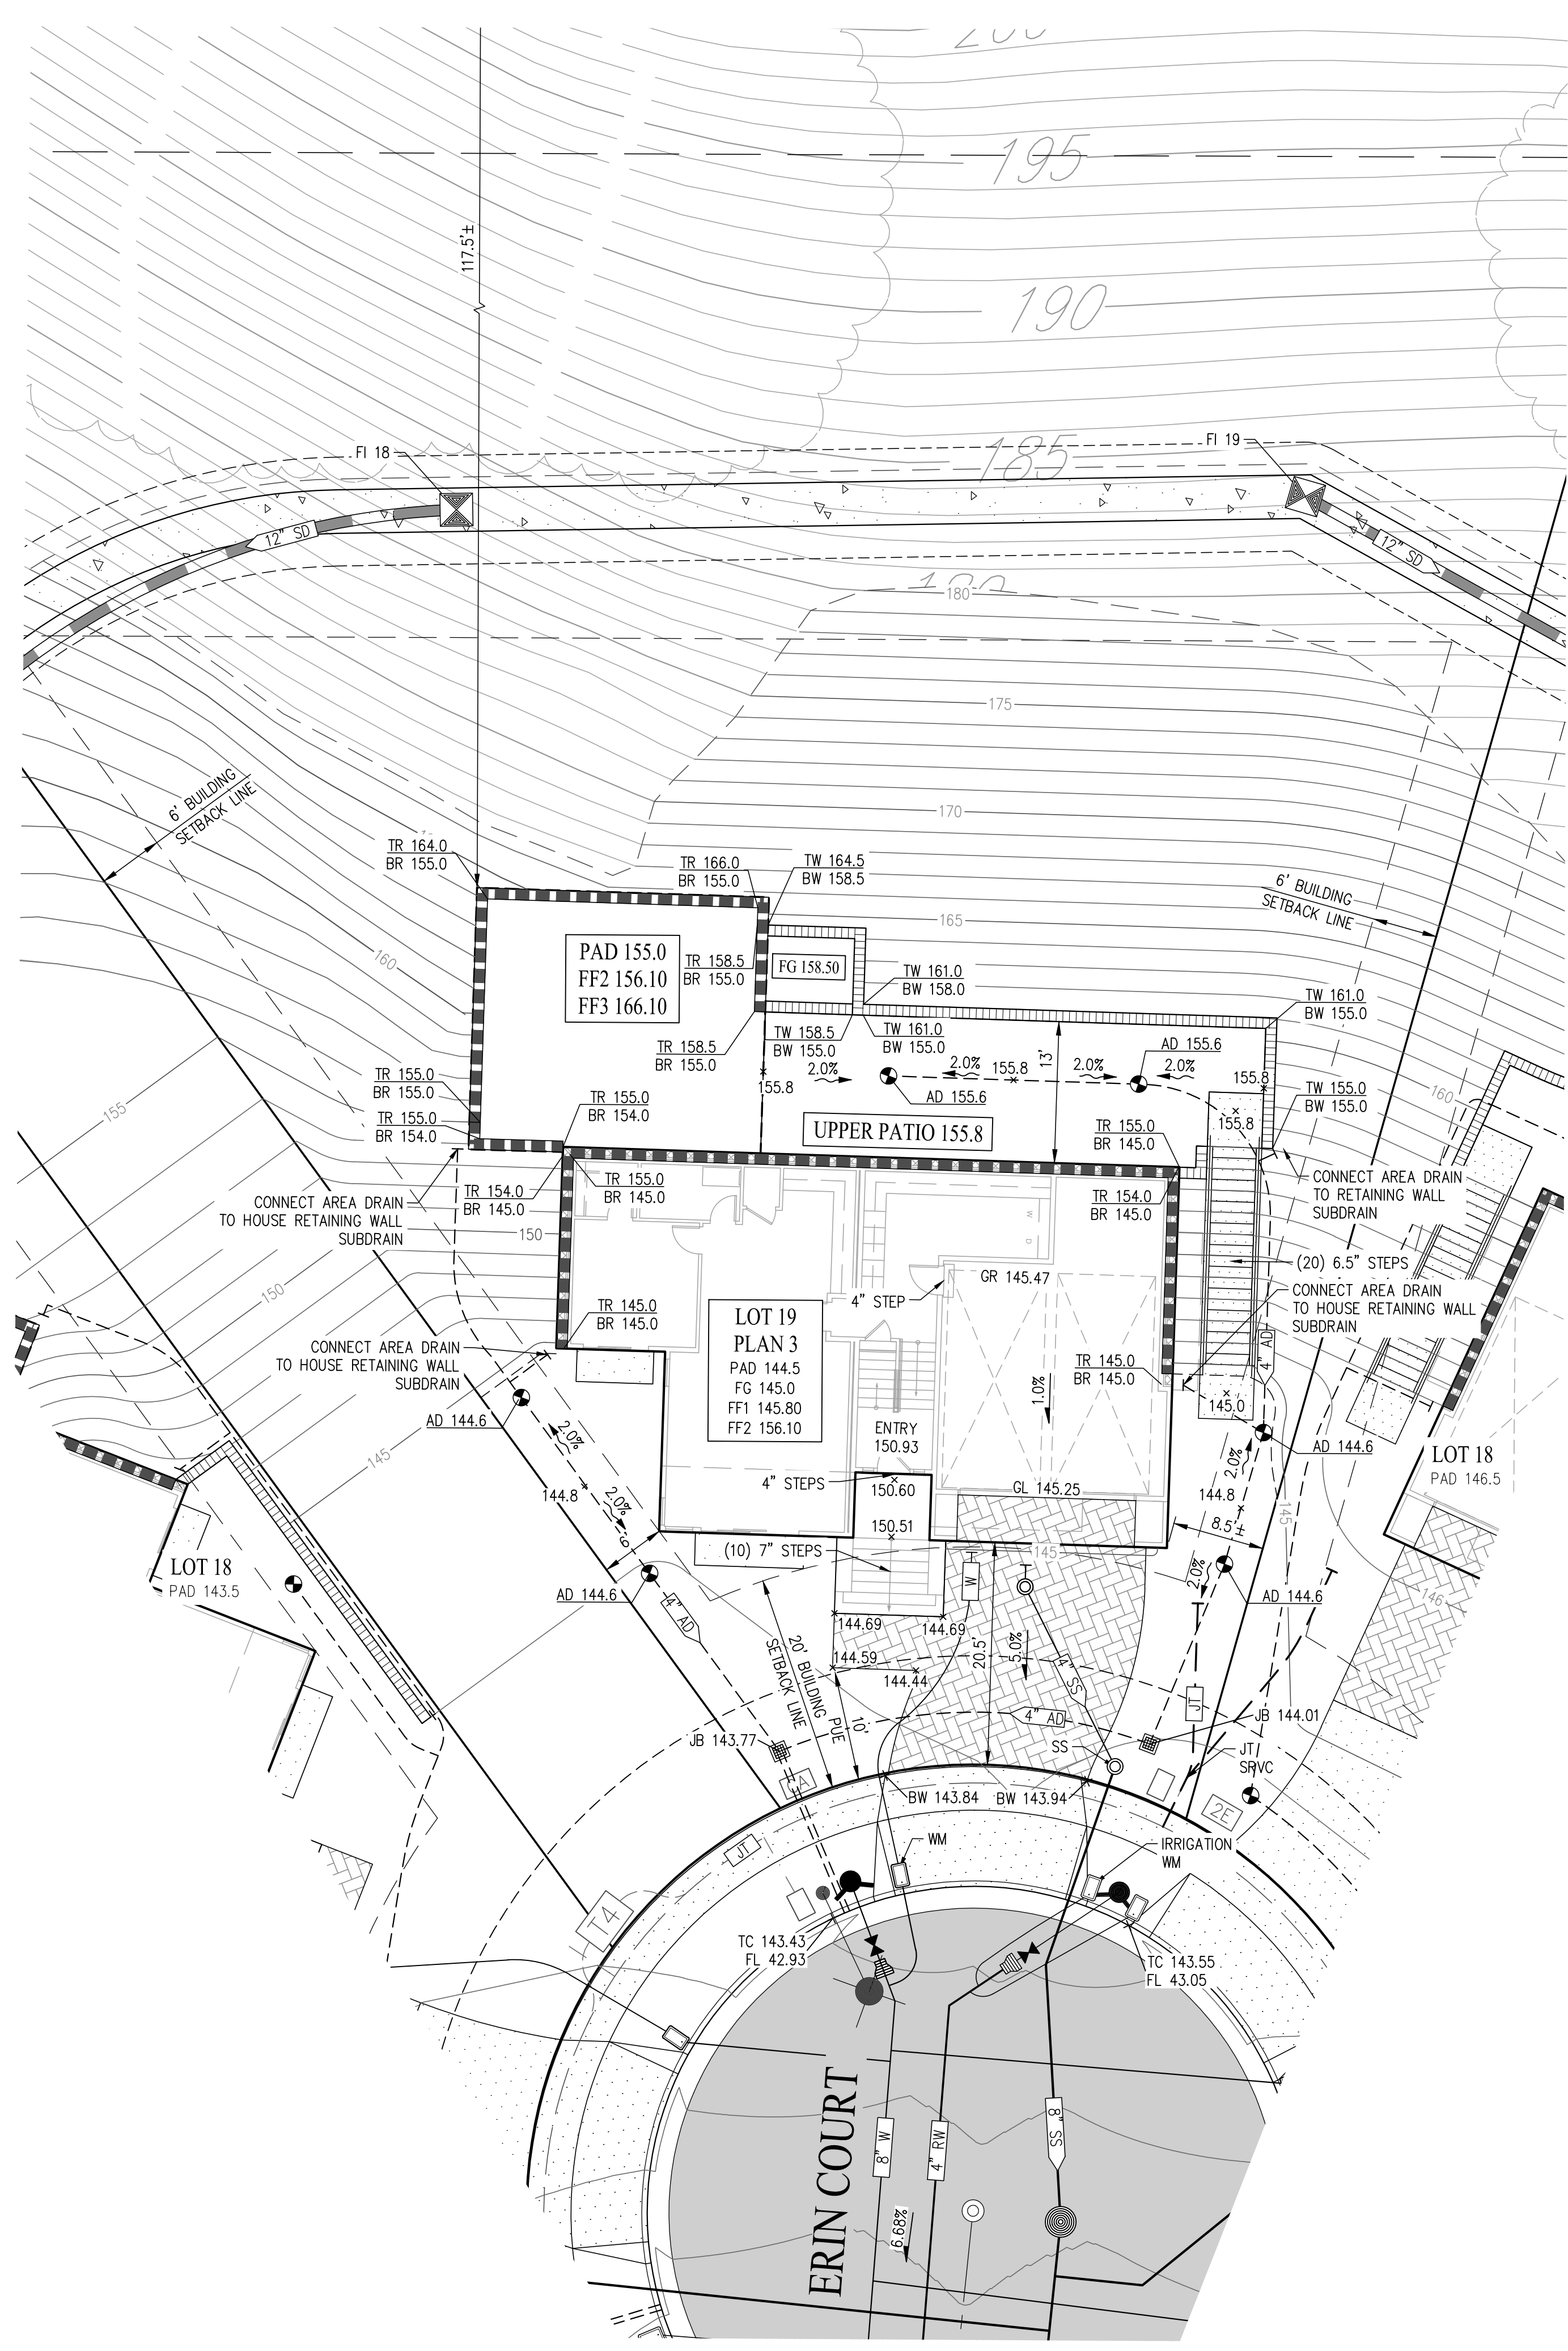 195
117.5'±
190
FI 18
185
FI 19
12" SD
12" SD
180
175
6' BUILDING
SETBACK LINE
170
TR 164.0
BR 155.0
TR 166.0
BR 155.0
TW 164.5
BW 158.5
6' BUILDING
SETBACK LINE
165
160
PAD 155.0
FF2 156.10
FF3 166.10
TR 158.5
BR 155.0
FG 158.50
TW 161.0
BW 158.0
TW 161.0
BW 155.0
TR 158.5
BR 155.0
TW 158.5
BW 155.0
TW 161.0
BW 155.0
13'
AD 155.6
2.0%
2.0%
155.8
2.0%
2.0%
155.8
155.8
AD 155.6
155.8
TW 155.0
BW 155.0
160
TR 155.0
BR 155.0
TR 155.0
BR 154.0
TR 155.0
BR 154.0
UPPER PATIO 155.8
TR 155.0
BR 145.0
155
CONNECT AREA DRAIN
TO HOUSE RETAINING WALL
SUBDRAIN
TR 154.0
BR 145.0
TR 155.0
BR 145.0
TR 154.0
BR 145.0
CONNECT AREA DRAIN
TO RETAINING WALL
SUBDRAIN
150
W
D
(20) 6.5" STEPS
GR 145.47
4" STEP
CONNECT AREA DRAIN
TO HOUSE RETAINING WALL
SUBDRAIN
150
TR 145.0
BR 145.0
LOT 19
PLAN 3
PAD 144.5
FG 145.0
FF1 145.80
FF2 156.10
4" AD
CONNECT AREA DRAIN
TO HOUSE RETAINING WALL
SUBDRAIN
TR 145.0
BR 145.0
1.0%
145.0
AD 144.6
2.0%
ENTRY
150.93
AD 144.6
2.0%
LOT 18
PAD 146.5
145
144.8
2.0%
4" STEPS
150.60
GL 145.25
144.8
145
8.5'±
150.51
(10) 7" STEPS
145
LOT 18
PAD 143.5
AD 144.6
4" AD
W
2.0%
AD 144.6
146
144.69
144.69
20' BUILDING
SETBACK LINE
PUE
10'
144.59
144.44
20.5'
5.0%
4" SS
4" AD
JT
JB 143.77
SS
JB 144.01
JT
SRVC
BW 143.84
BW 143.94
2E
JT
WM
IRRIGATION
WM
T4
TC 143.43
FL 42.93
TC 143.55
FL 43.05
ERIN COURT
8" W
4" RW
8" SS
6.68%